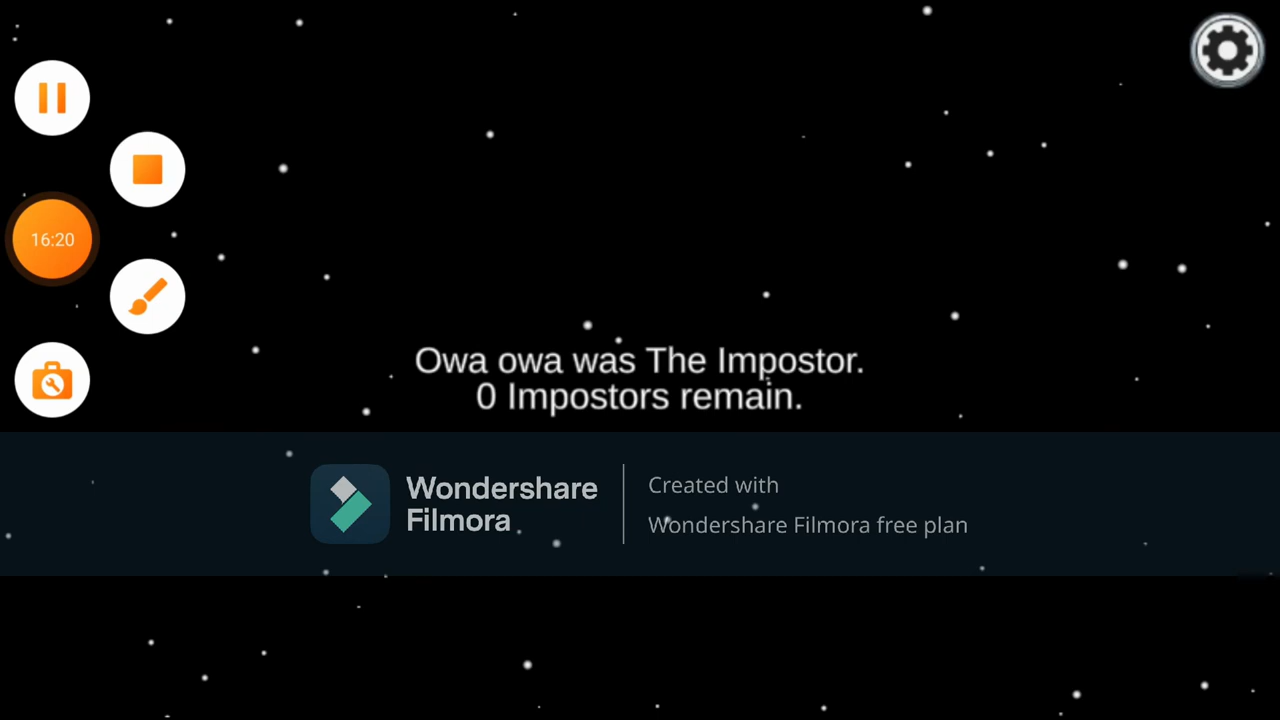 16:20
Owa owa was The Impostor.
0 Impostors remain.
Wondershare
Filmora
Created with
Wondershare Filmora free plan